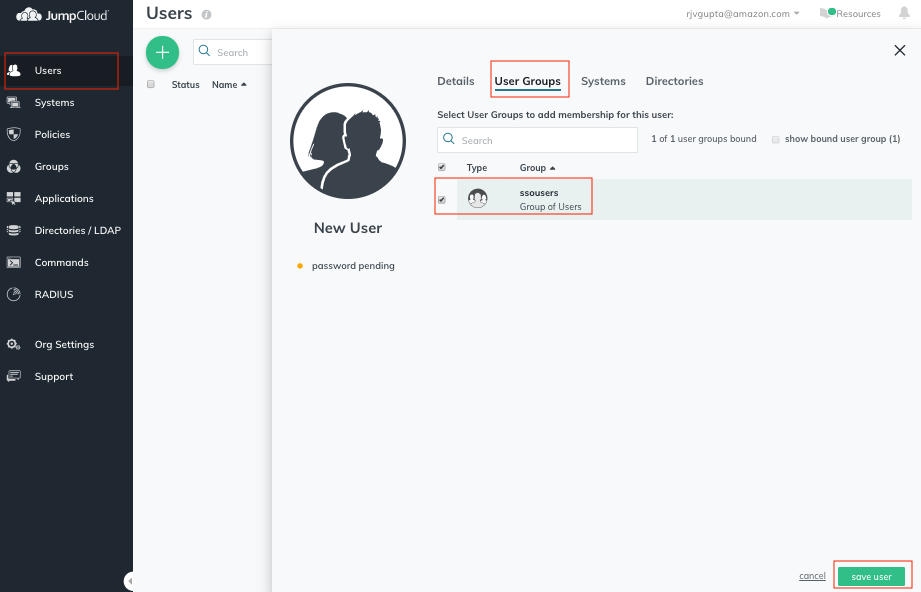 JumpCloud
Users
Systems
Policies
Groups
Applications
Directories / LDAP
Commands
RADIUS
Org Settings
Support
Users
rjvgupta@amazon.com
Resources
Search
Status Name
New User
password pending
Details User Groups Systems Directories
Select User Groups to add membership for this user:
Search
1 of 1 user groups bound
show bound user group (1)
Type Group
ssousers
Group of Users
cancel
save user